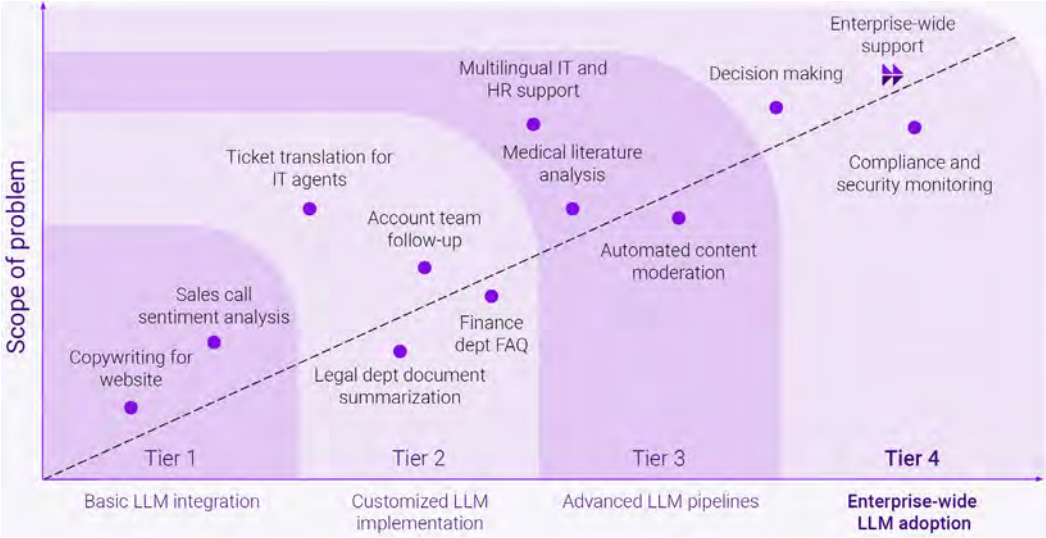 Enterprise-wide
support
Decision making
Multilingual IT and
HR support
Compliance and
security monitoring
Medical literature
analysis
Ticket translation for
IT agents
Account team
follow-up
Automated content
moderation
Sales call
sentiment analysis
Finance
dept FAQ
Copywriting for
website
Legal dept document
summarization
Scope of problem
Tier 1
Tier 2
Tier 3
Tier 4
Basic LLM integration
Customized LLM
implementation
Advanced LLM pipelines
Enterprise-wide
LLM adoption